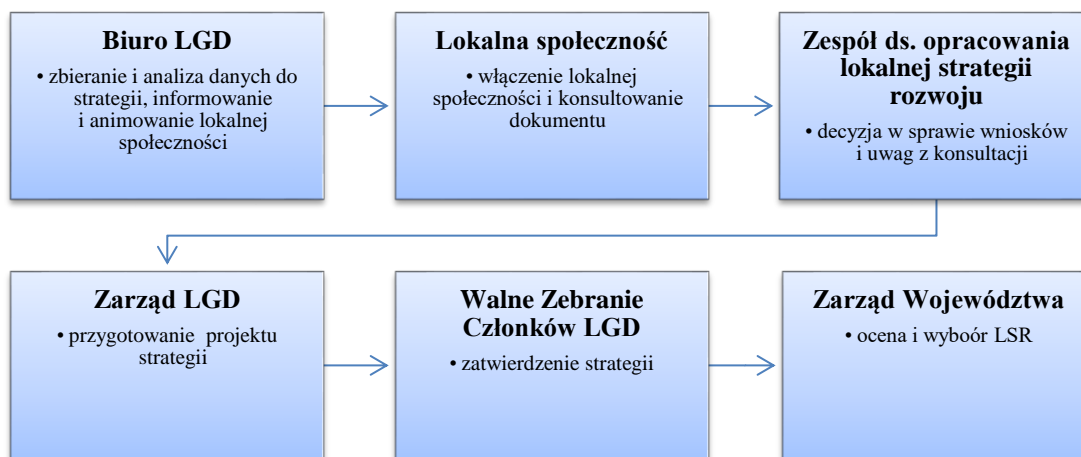 Biuro LGD
• zbieranie i analiza danych do
strategii, informowanie
i animowanie lokalnej
społeczności
Lokalna społeczność
• włączenie lokalnej
społeczności i konsultowanie
dokumentu
Zespół ds. opracowania
lokalnej strategii
rozwoju
• decyzja w sprawie wniosków
i uwag z konsultacji
Zarząd LGD
• przygotowanie projektu
strategii
Walne Zebranie
Członków LGD
• zatwierdzenie strategii
Zarząd Województwa
• ocena i wyboór LSR